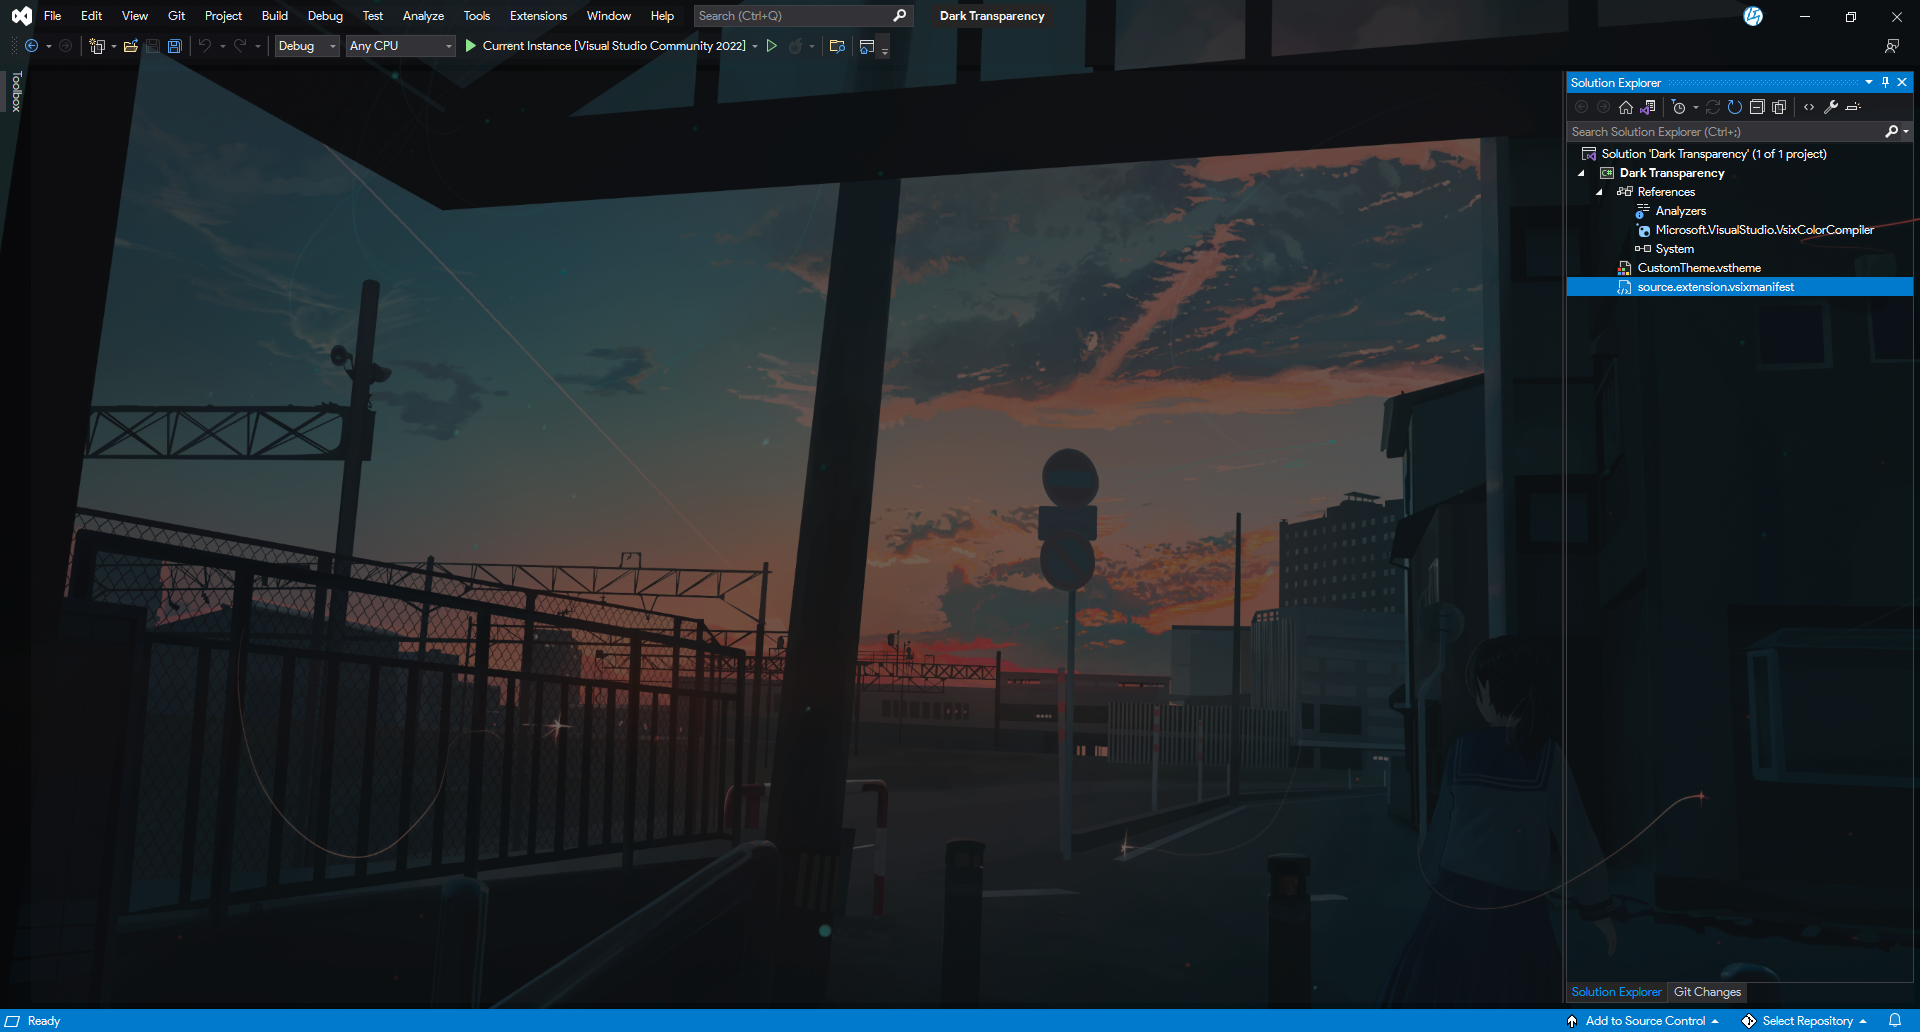 File Edit View Git Project Build Debug Test Analyze Tools Extensions Window Help Search (Ctrl+Q) Dark Transparency
Debug Any CPU Current Instance [Visual Studio Community 2022]
Toolbox
Solution Explorer
Search Solution Explorer (Ctrl+;)
Solution 'Dark Transparency' (1 of 1 project)
C# Dark Transparency
References
Analyzers
Microsoft.VisualStudio.VsixColorCompiler
System
CustomTheme.vstheme
source.extension.vsixmanifest
Solution Explorer Git Changes
Ready Add to Source Control Select Repository